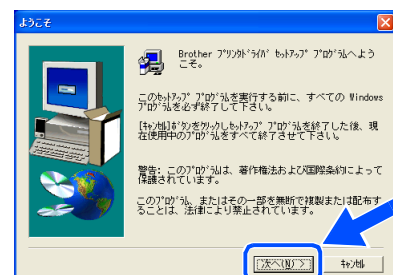 ようこそ
Brother ﾌﾟﾘﾝﾀﾄﾞﾗｲﾊﾞ ｾｯﾄｱｯﾌﾟ ﾌﾟﾛｸﾞﾗﾑへよう
こそ。
このｾｯﾄｱｯﾌﾟ ﾌﾟﾛｸﾞﾗﾑを実行する前に、すべての Windows
ﾌﾟﾛｸﾞﾗﾑを必ず終了して下さい。
[ｷｬﾝｾﾙ]ﾎﾞﾀﾝをｸﾘｯｸしｾｯﾄｱｯﾌﾟ ﾌﾟﾛｸﾞﾗﾑを終了した後、現
在使用中のﾌﾟﾛｸﾞﾗﾑをすべて終了させて下さい。
警告: このﾌﾟﾛｸﾞﾗﾑは、著作権法および国際条約によって
保護されています。
このﾌﾟﾛｸﾞﾗﾑ、またはその一部を無断で複製または配布す
ることは、法律により禁止されています。
次へ(N) >
ｷｬﾝｾﾙ